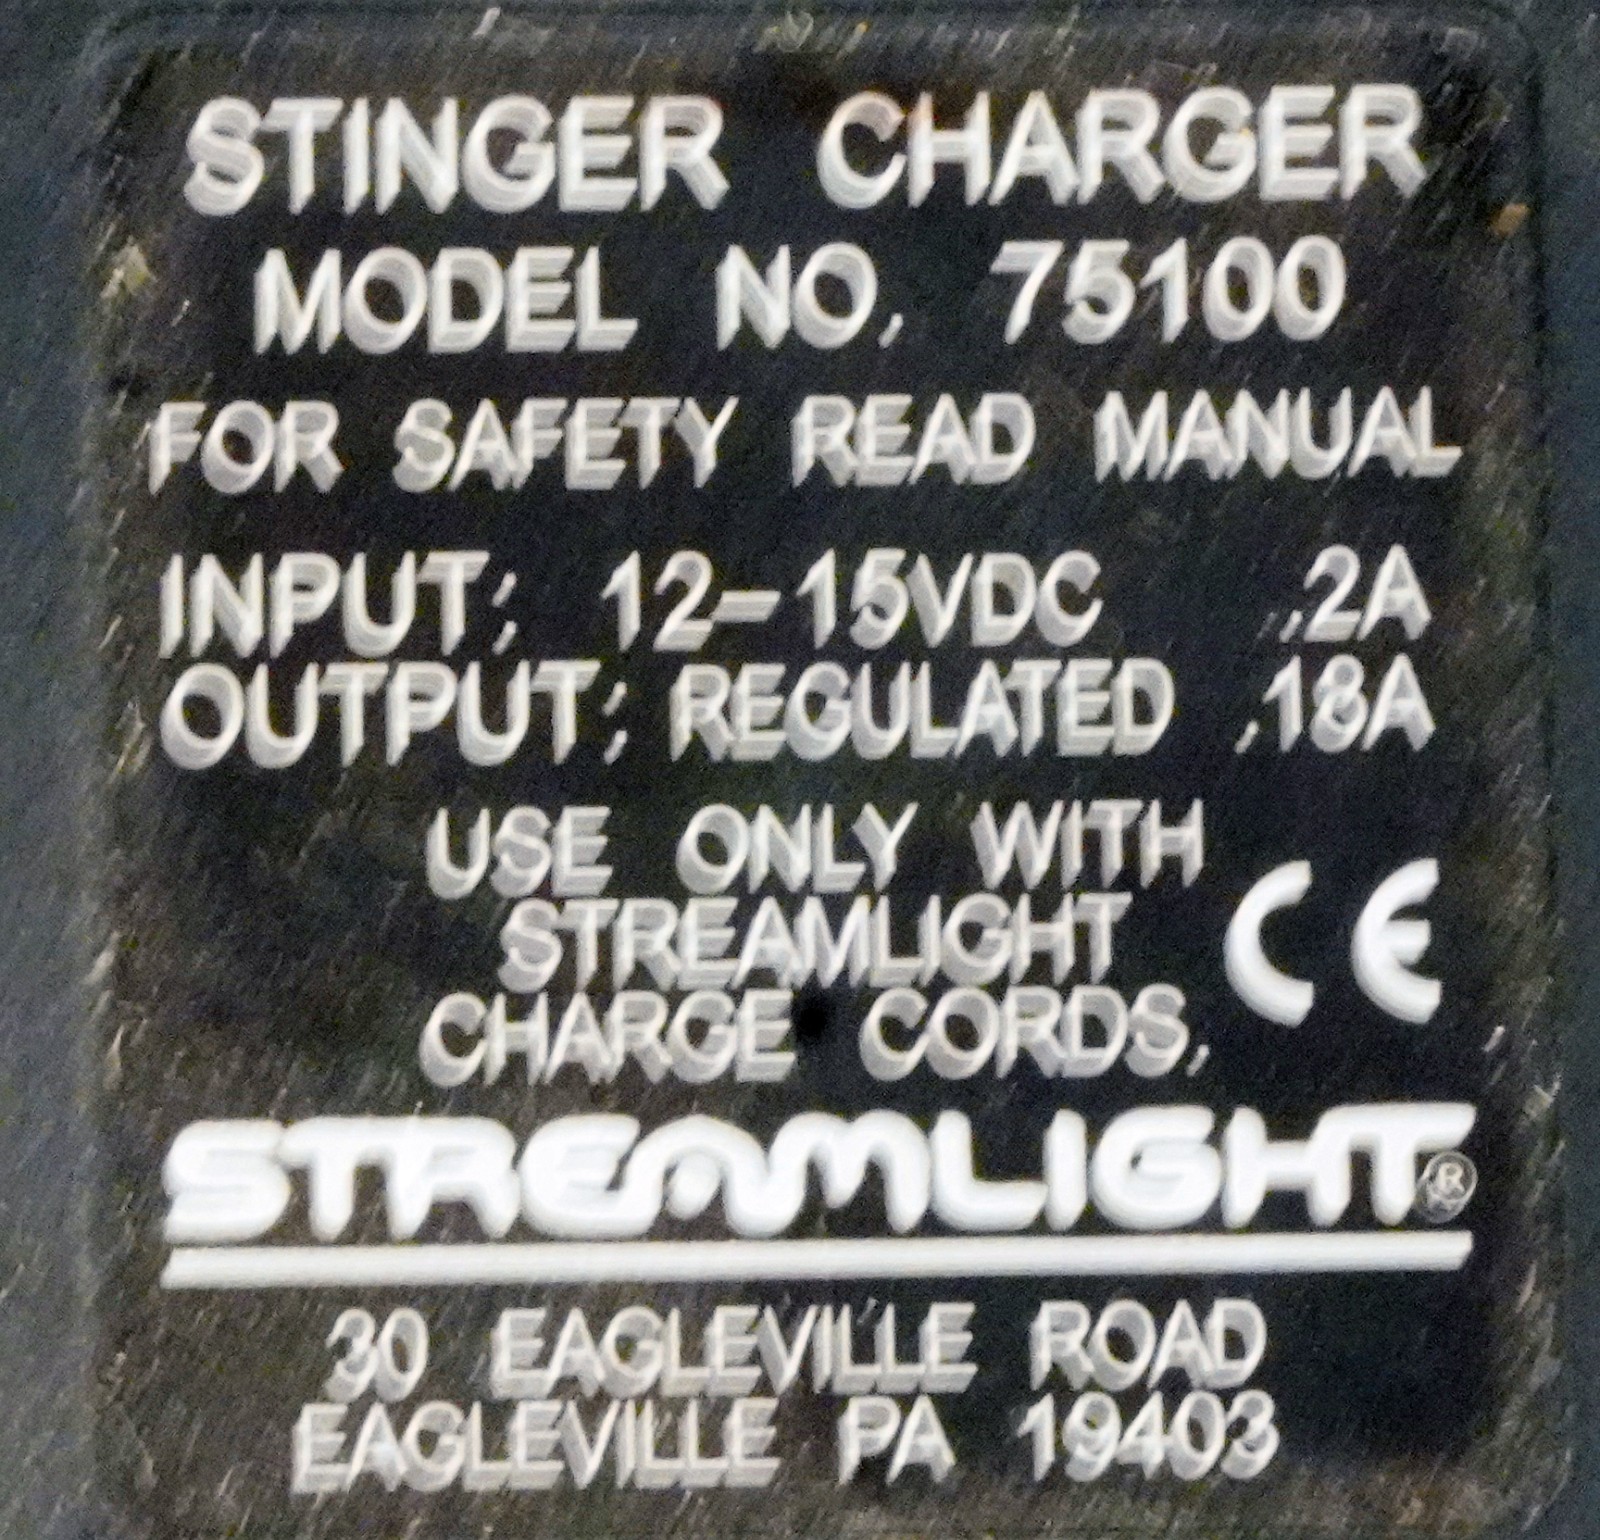 STINGER CHARGER
MODEL NO. 75100
FOR SAFETY READ MANUAL
INPUT: 12-15VDC .2A
OUTPUT: REGULATED .18A
USE ONLY WITH
STREAMLIGHT
CHARGE CORDS.
CE
STREAMLIGHT®
30 EAGLEVILLE ROAD
EAGLEVILLE PA 19403